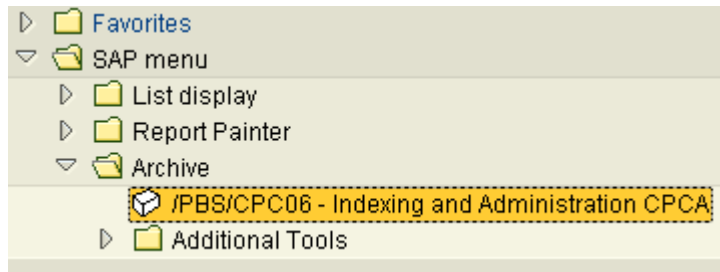 Favorites
SAP menu
List display
Report Painter
Archive
/PBS/CPC06 - Indexing and Administration CPCA
Additional Tools